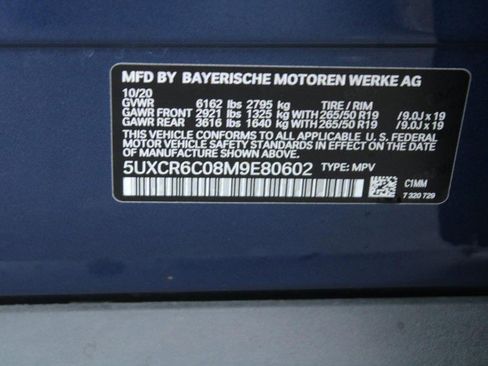 MFD BY BAYERISCHE MOTOREN WERKE AG
10/20
GVWR 6162 lbs 2795 kg TIRE / RIM
GAWR FRONT 2921 lbs 1325 kg WITH 265/50 R19 / 9.0J x 19
GAWR REAR 3616 lbs 1640 kg WITH 265/50 R19 / 9.0J x 19
THIS VEHICLE CONFORMS TO ALL APPLICABLE U. S. FEDERAL
MOTOR VEHICLE SAFETY AND THEFT PREVENTION STANDARDS IN
EFFECT ON THE DATE OF MANUFACTURE SHOWN ABOVE.
5UXCR6C08M9E80602 TYPE: MPV
C1MM
7 320 729